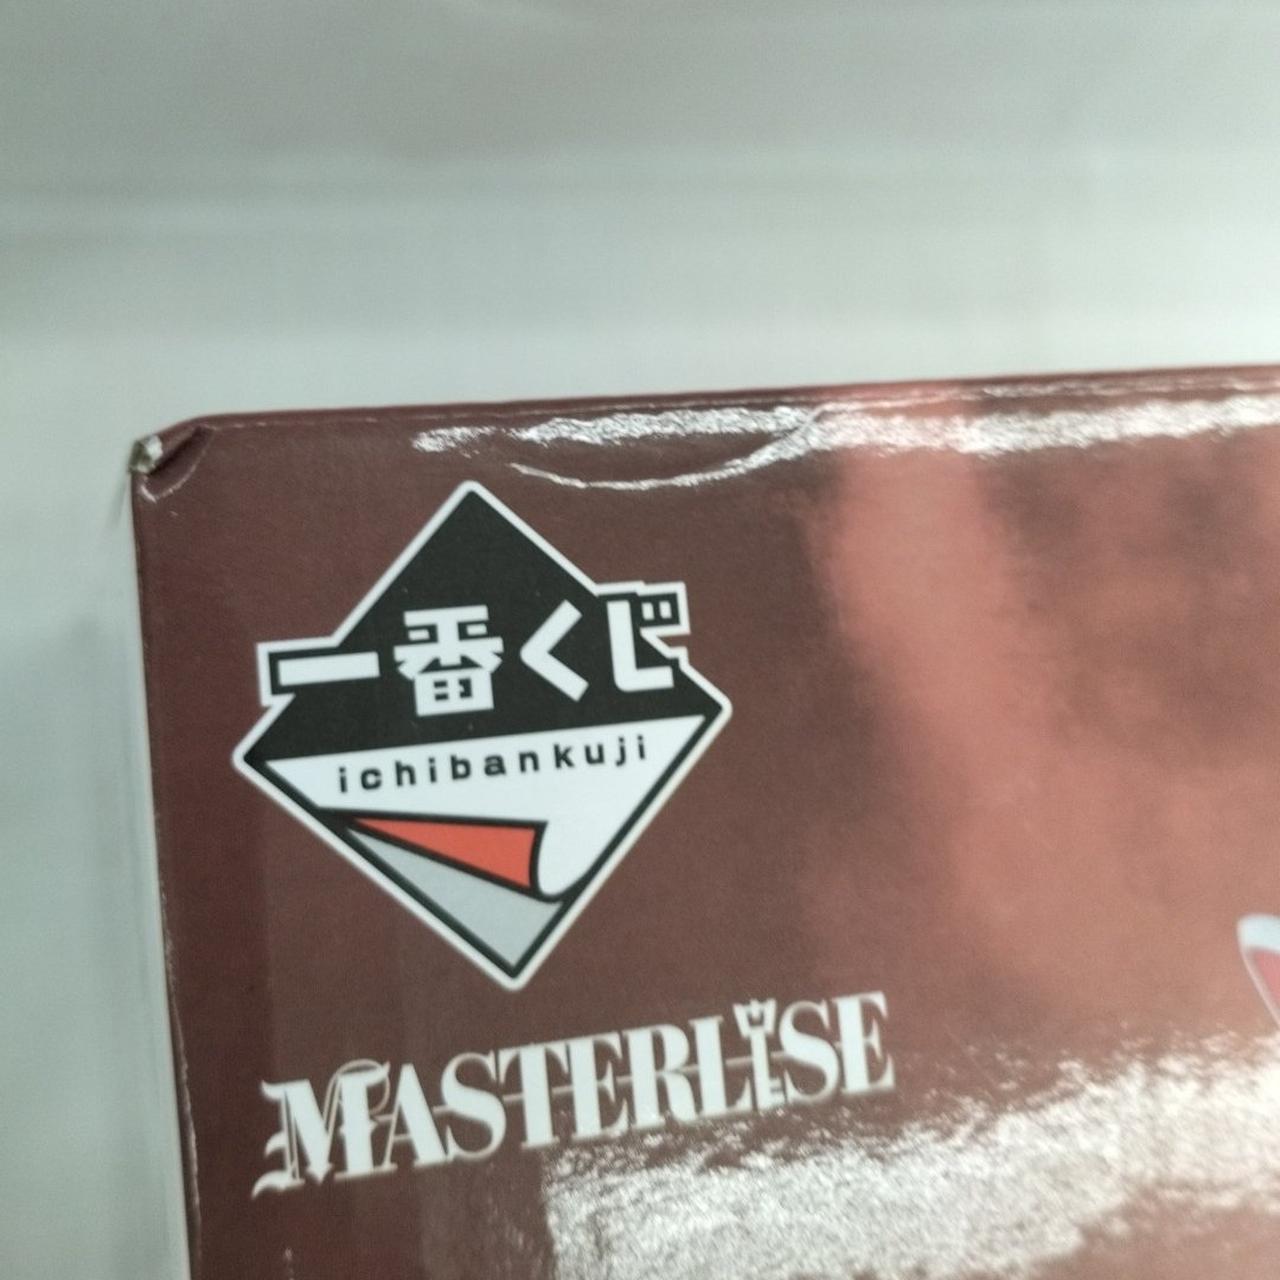 一番くじ
ichibankuji
MASTERLISE